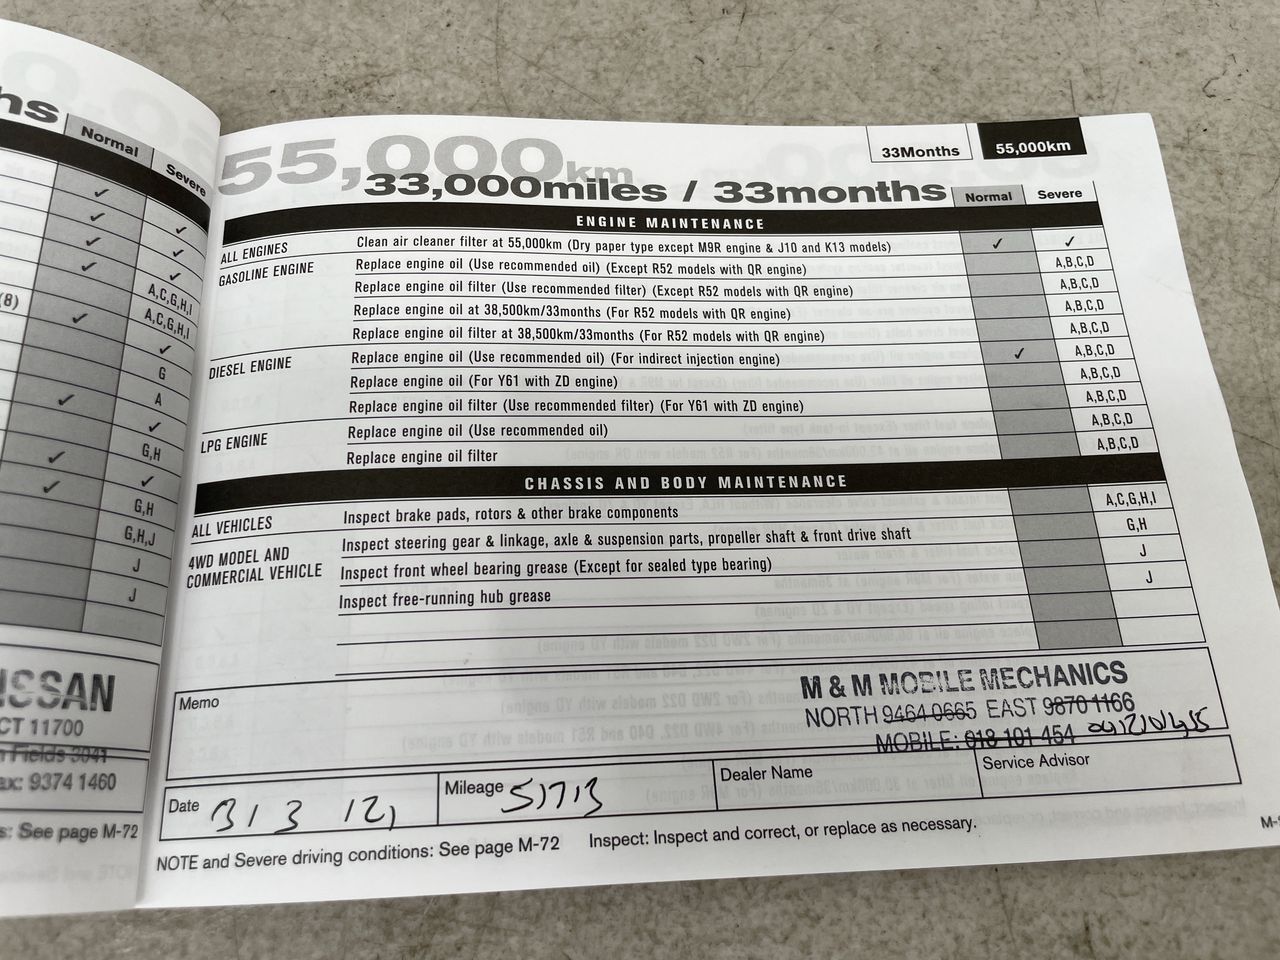 hs
Normal
Severe
✓
✓ ✓
✓ ✓
✓ ✓
A,C,G,H,I
(8) ✓ A,C,G,H,I
✓
G
✓ A
✓
✓ G,H
✓ ✓
G,H
G,H,J
J
J
ISSAN
CT 11700
n Fields 3041
ax: 9374 1460
s: See page M-72
33Months 55,000km
55,000km
33,000miles / 33months Normal Severe
ENGINE MAINTENANCE
ALL ENGINES Clean air cleaner filter at 55,000km (Dry paper type except M9R engine & J10 and K13 models) ✓ ✓
GASOLINE ENGINE Replace engine oil (Use recommended oil) (Except R52 models with QR engine) A,B,C,D
Replace engine oil filter (Use recommended filter) (Except R52 models with QR engine) A,B,C,D
Replace engine oil at 38,500km/33months (For R52 models with QR engine) A,B,C,D
Replace engine oil filter at 38,500km/33months (For R52 models with QR engine) A,B,C,D
DIESEL ENGINE Replace engine oil (Use recommended oil) (For indirect injection engine) ✓ A,B,C,D
Replace engine oil (For Y61 with ZD engine) A,B,C,D
Replace engine oil filter (Use recommended filter) (For Y61 with ZD engine) A,B,C,D
LPG ENGINE Replace engine oil (Use recommended oil) A,B,C,D
Replace engine oil filter A,B,C,D
CHASSIS AND BODY MAINTENANCE
ALL VEHICLES Inspect brake pads, rotors & other brake components A,C,G,H,I
4WD MODEL AND COMMERCIAL VEHICLE Inspect steering gear & linkage, axle & suspension parts, propeller shaft & front drive shaft G,H
Inspect front wheel bearing grease (Except for sealed type bearing) J
Inspect free-running hub grease J
Memo
M & M MOBILE MECHANICS
NORTH 9464 0665 EAST 9870 1166
MOBILE: 018 101 454
Date 31 3 12, Mileage 51713 Dealer Name Service Advisor
NOTE and Severe driving conditions: See page M-72 Inspect: Inspect and correct, or replace as necessary.